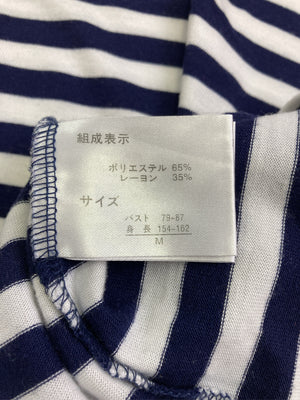 組成表示
ポリエステル 65%
レーヨン 35%
サイズ
バスト 79-87
身長 154-162
M